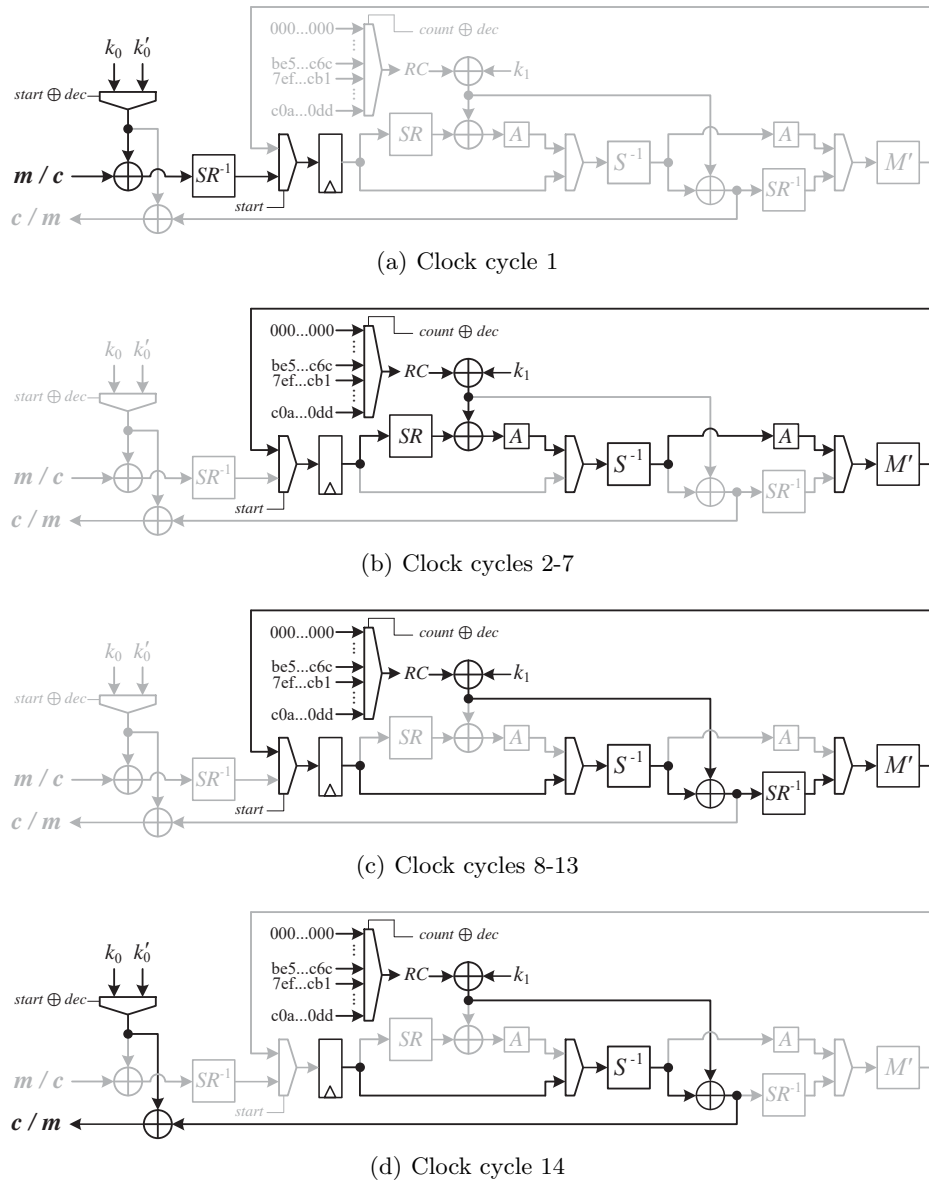 000...000
count ⊕ dec
k₀ k₀′
be5...c6c
7ef...cb1
RC
k₁
start ⊕ dec
c0a...0dd
SR
A
A
m / c
SR⁻¹
S⁻¹
SR⁻¹
M′
start
c / m
(a) Clock cycle 1
000...000
count ⊕ dec
k₀ k₀′
be5...c6c
7ef...cb1
RC
k₁
start ⊕ dec
c0a...0dd
SR
A
A
m / c
SR⁻¹
S⁻¹
SR⁻¹
M′
start
c / m
(b) Clock cycles 2-7
000...000
count ⊕ dec
k₀ k₀′
be5...c6c
7ef...cb1
RC
k₁
start ⊕ dec
c0a...0dd
SR
A
A
m / c
SR⁻¹
S⁻¹
SR⁻¹
M′
start
c / m
(c) Clock cycles 8-13
000...000
count ⊕ dec
k₀ k₀′
be5...c6c
7ef...cb1
RC
k₁
start ⊕ dec
c0a...0dd
SR
A
A
m / c
SR⁻¹
S⁻¹
SR⁻¹
M′
start
c / m
(d) Clock cycle 14